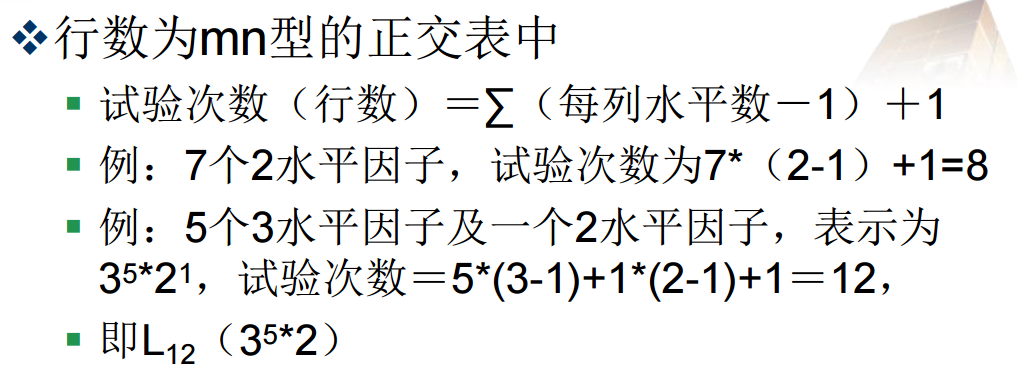 ❖行数为mn型的正交表中
▪ 试验次数（行数）＝∑（每列水平数－1）＋1
▪ 例：7个2水平因子，试验次数为7*（2-1）+1=8
▪ 例：5个3水平因子及一个2水平因子，表示为
3⁵*2¹，试验次数＝5*(3-1)+1*(2-1)+1＝12，
▪ 即L₁₂（3⁵*2）